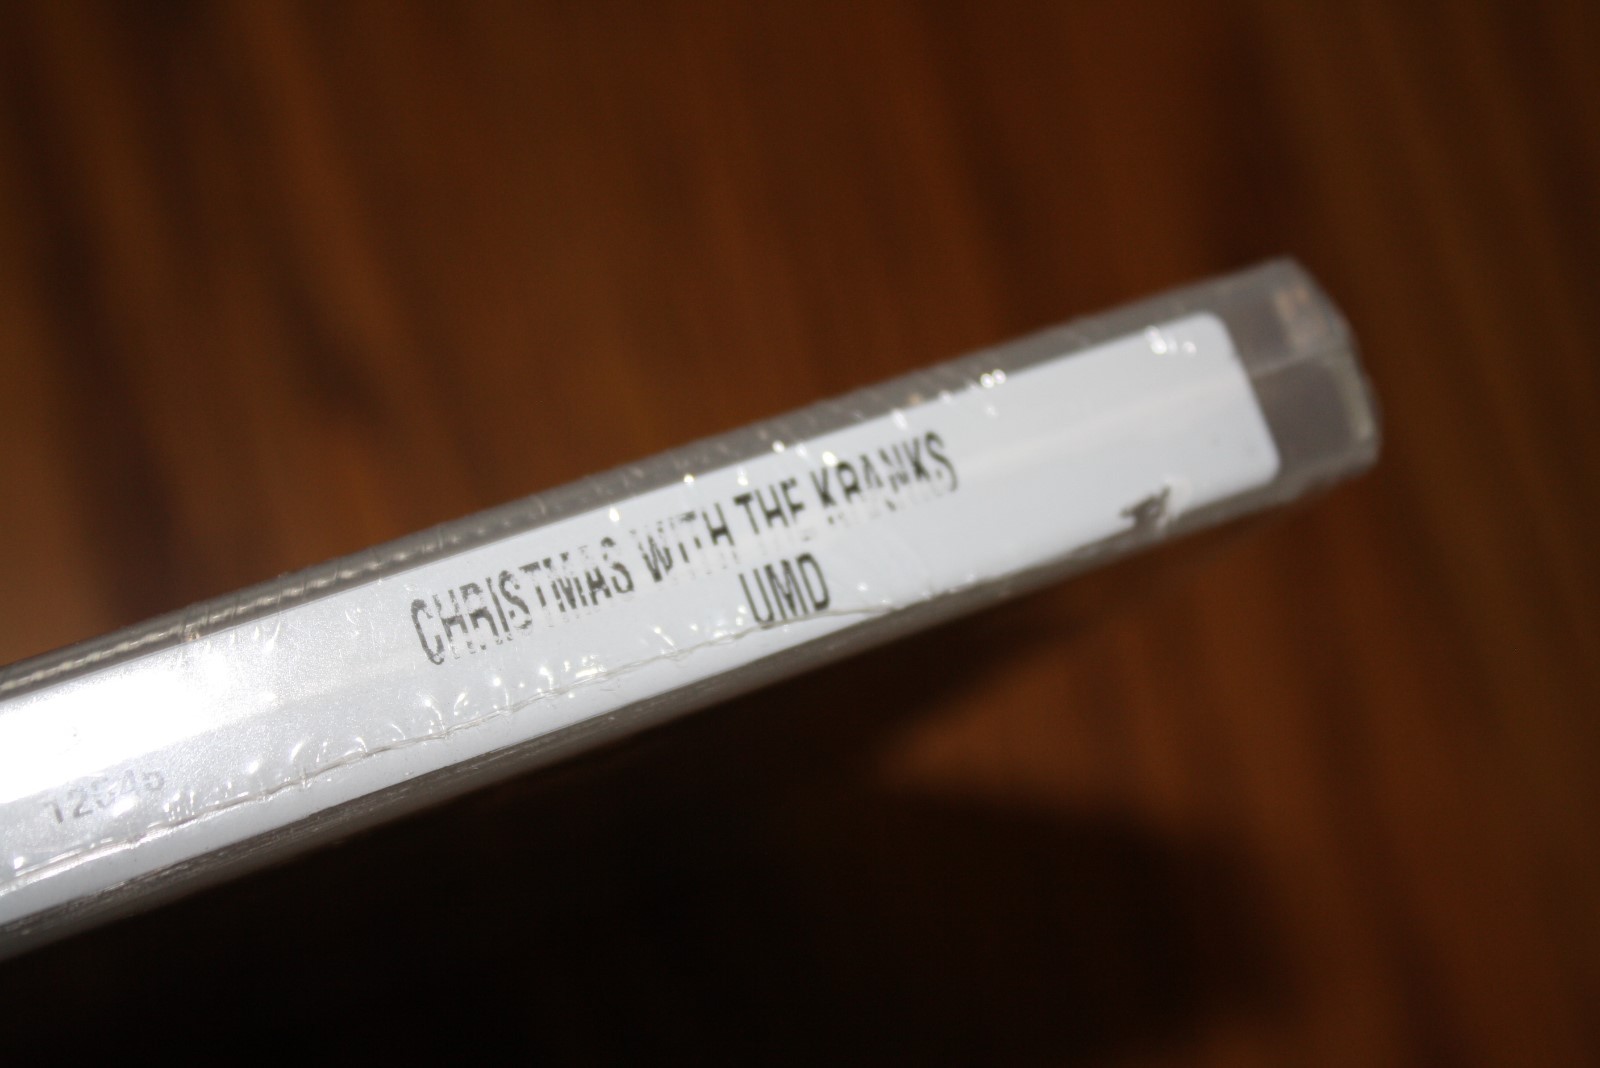 CHRISTMAS WITH THE KRANKS
UMD
12645